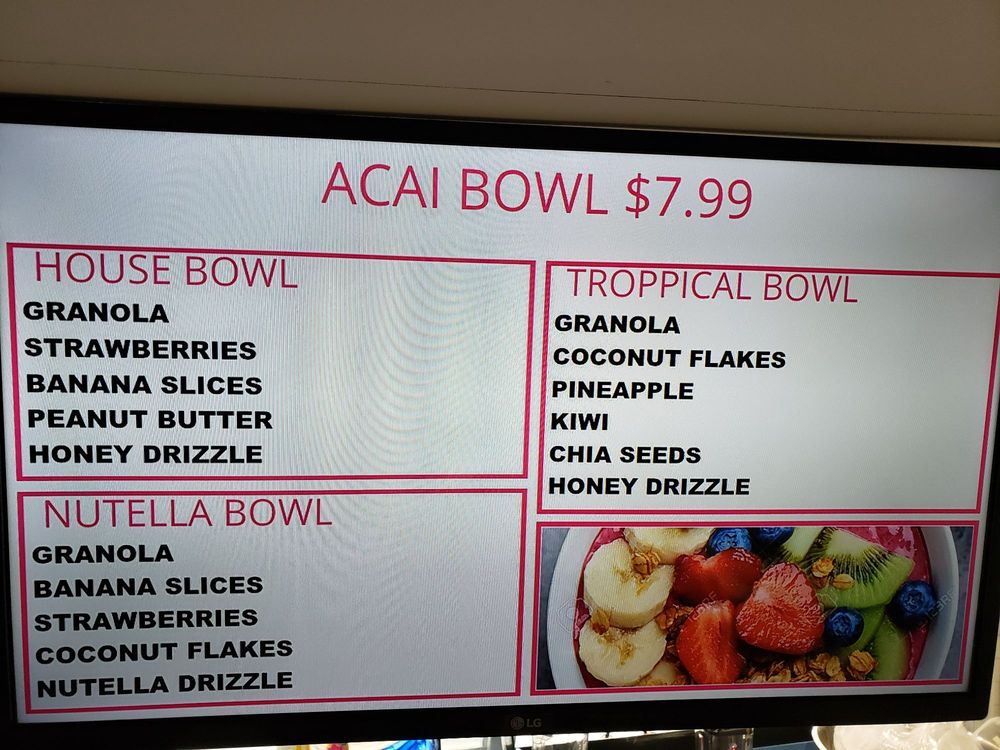 ACAI BOWL $7.99
HOUSE BOWL
GRANOLA
STRAWBERRIES
BANANA SLICES
PEANUT BUTTER
HONEY DRIZZLE
NUTELLA BOWL
GRANOLA
BANANA SLICES
STRAWBERRIES
COCONUT FLAKES
NUTELLA DRIZZLE
TROPPICAL BOWL
GRANOLA
COCONUT FLAKES
PINEAPPLE
KIWI
CHIA SEEDS
HONEY DRIZZLE
LG